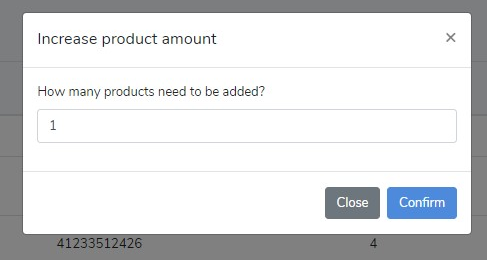 Increase product amount ×
How many products need to be added?
1
Close Confirm
41233512426 4